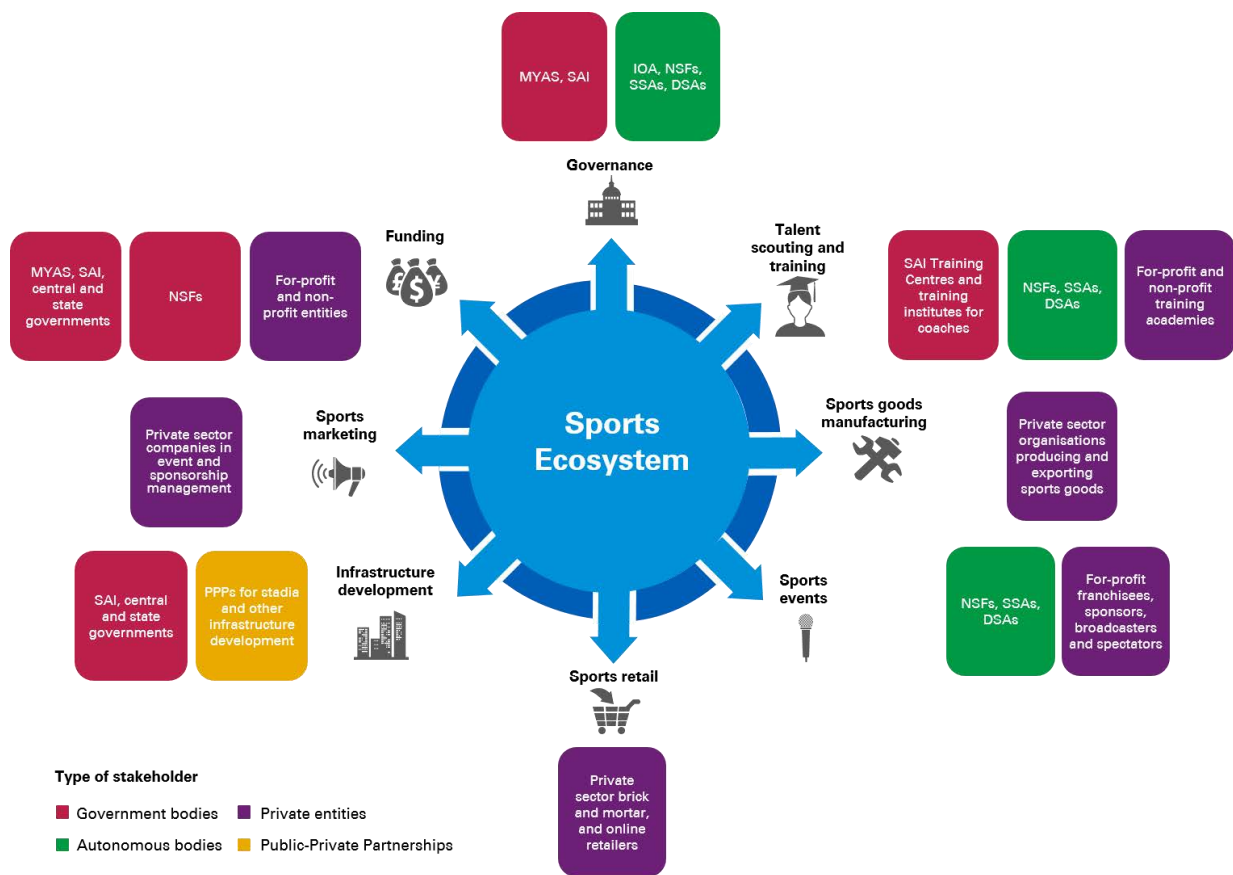 MYAS, SAI
IOA, NSFs,
SSAs, DSAs
Governance
Funding
MYAS, SAI,
central and
state
governments
NSFs
For-profit
and non-
profit entities
Talent
scouting and
training
SAI Training
Centres and
training
institutes for
coaches
NSFs, SSAs,
DSAs
For-profit and
non-profit
training
academies
Sports
marketing
Private sector
companies in
event and
sponsorship
management
Sports
Ecosystem
Sports goods
manufacturing
Private sector
organisations
producing and
exporting
sports goods
Infrastructure
development
SAI, central
and state
governments
PPPs for stadia
and other
infrastructure
development
Sports
events
NSFs, SSAs,
DSAs
For-profit
franchisees,
sponsors,
broadcasters
and spectators
Sports retail
Private
sector brick
and mortar,
and online
retailers
Type of stakeholder
Government bodies
Private entities
Autonomous bodies
Public-Private Partnerships